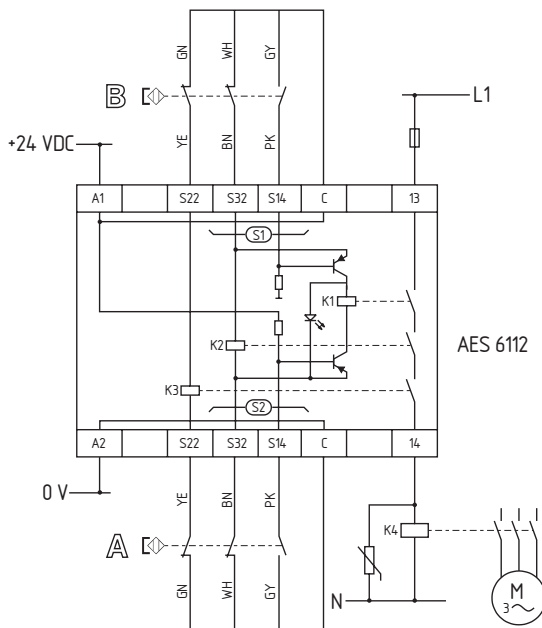 GN WH GY
B
YE BN PK
L1
+24 VDC
A1 S22 S32 S14 C 13
S1
K1
K2
AES 6112
K3
S2
A2 S22 S32 S14 C 14
0 V
YE BN PK
K4
A
GN WH GY
N
M
3